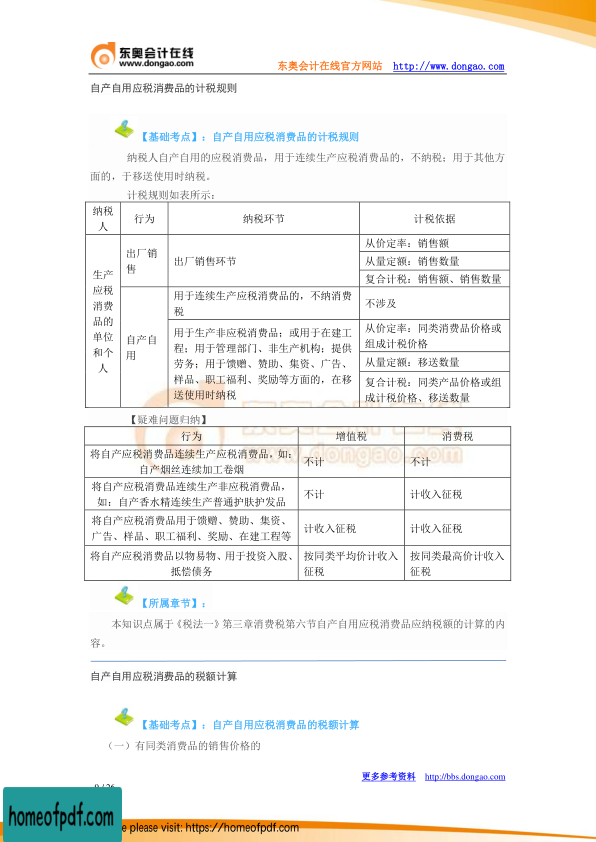 东奥会计在线
www.dongao.com
东奥会计在线官方网站 http://www.dongao.com
自产自用应税消费品的计税规则
【基础考点】：自产自用应税消费品的计税规则
纳税人自产自用的应税消费品，用于连续生产应税消费品的，不纳税；用于其他方
面的，于移送使用时纳税。
计税规则如表所示：
纳税
人
行为
纳税环节
计税依据
生产
应税
消费
品的
单位
和个
人
出厂销
售
出厂销售环节
从价定率：销售额
从量定额：销售数量
复合计税：销售额、销售数量
自产自
用
用于连续生产应税消费品的，不纳消费
税
不涉及
用于生产非应税消费品；或用于在建工
程；用于管理部门、非生产机构；提供
劳务；用于馈赠、赞助、集资、广告、
样品、职工福利、奖励等方面的，在移
送使用时纳税
从价定率：同类消费品价格或
组成计税价格
从量定额：移送数量
复合计税：同类产品价格或组
成计税价格、移送数量
【疑难问题归纳】
行为
增值税
消费税
将自产应税消费品连续生产应税消费品，如：
自产烟丝连续加工卷烟
不计
不计
将自产应税消费品连续生产非应税消费品，
如：自产香水精连续生产普通护肤护发品
不计
计收入征税
将自产应税消费品用于馈赠、赞助、集资、
广告、样品、职工福利、奖励、在建工程等
计收入征税
计收入征税
将自产应税消费品以物易物、用于投资入股、
抵偿债务
按同类平均价计收入
征税
按同类最高价计收入
征税
东奥会计在线
www.dongao.com
【所属章节】：
本知识点属于《税法一》第三章消费税第六节自产自用应税消费品应纳税额的计算的内
容。
自产自用应税消费品的税额计算
【基础考点】：自产自用应税消费品的税额计算
（一）有同类消费品的销售价格的
更多参考资料 http://bbs.dongao.com
homeofpdf.com
please visit: https://homeofpdf.com